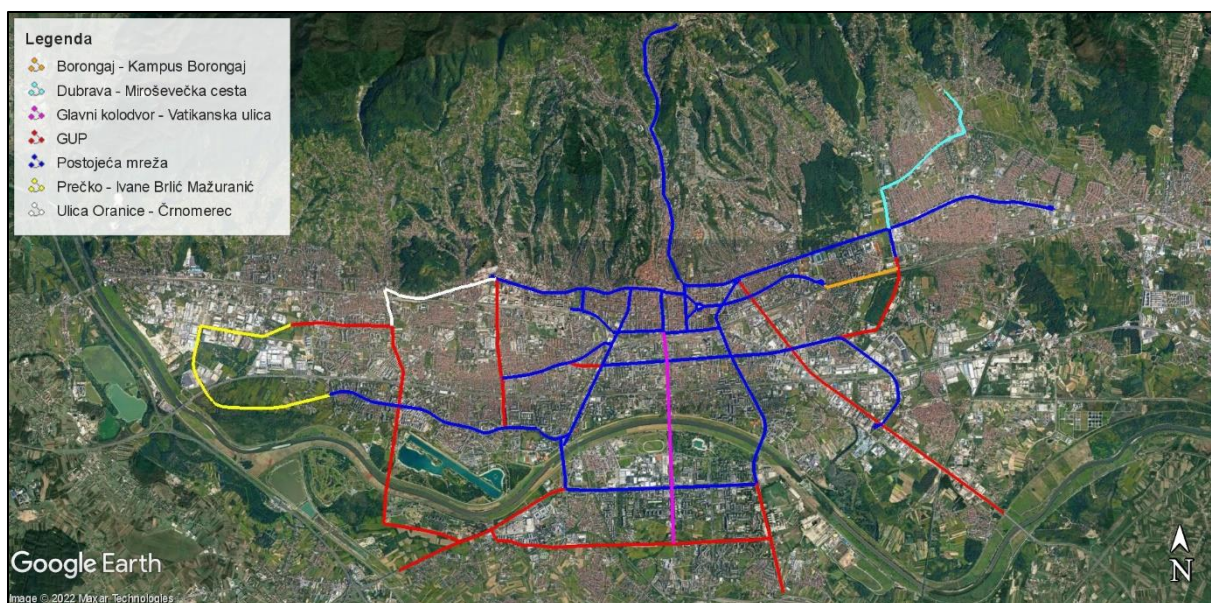 Legenda
Borongaj - Kampus Borongaj
Dubrava - Miroševečka cesta
Glavni kolodvor - Vatikanska ulica
GUP
Postojeća mreža
Prečko - Ivane Brlić Mažuranić
Ulica Oranice - Črnomerec
Google Earth
Image © 2022 Maxar Technologies
N